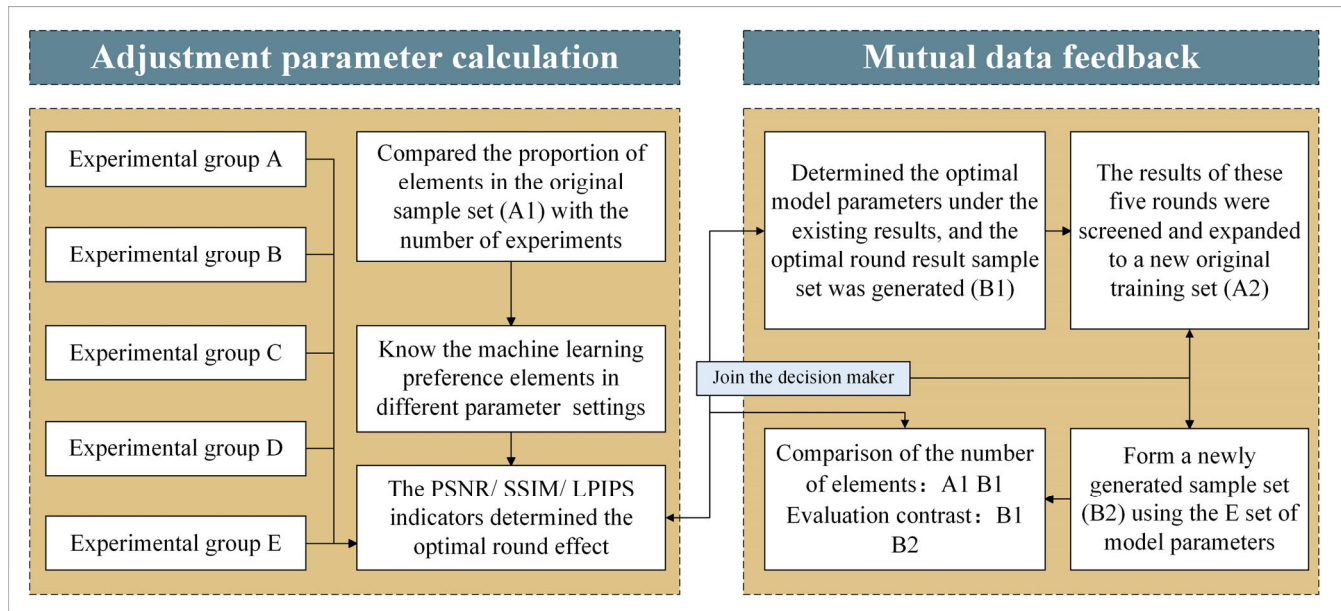 Adjustment parameter calculation
Experimental group A
Experimental group B
Experimental group C
Experimental group D
Experimental group E
Compared the proportion of
elements in the original
sample set (A1) with the
number of experiments
Know the machine learning
preference elements in
different parameter settings
The PSNR/ SSIM/ LPIPS
indicators determined the
optimal round effect
Mutual data feedback
Determined the optimal
model parameters under the
existing results, and the
optimal round result sample
set was generated (B1)
The results of these
five rounds were
screened and expanded
to a new original
training set (A2)
Join the decision maker
Comparison of the number
of elements：A1 B1
Evaluation contrast：B1
B2
Form a newly
generated sample set
(B2) using the E set of
model parameters